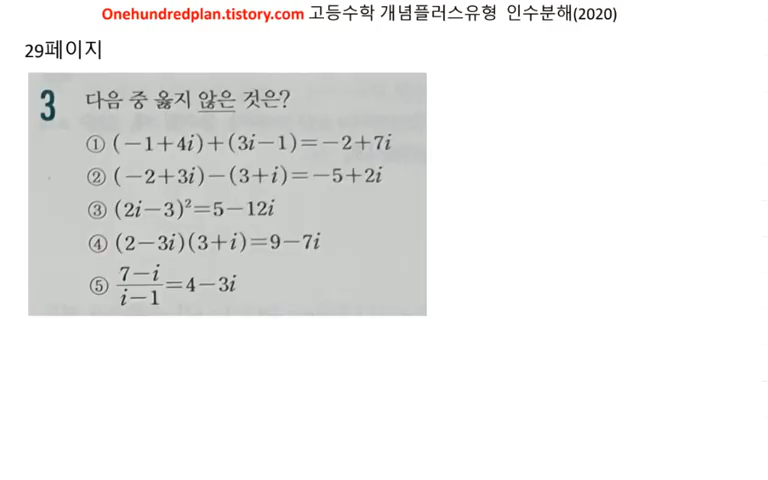 Onehundredplan.tistory.com 고등수학 개념플러스유형 인수분해(2020)
29페이지
3 다음 중 옳지 않은 것은?
① (−1+4i)+(3i−1)=−2+7i
② (−2+3i)−(3+i)=−5+2i
③ (2i−3)²=5−12i
④ (2−3i)(3+i)=9−7i
⑤ 7−i/i−1=4−3i